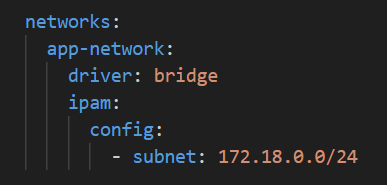 networks:
  app-network:
    driver: bridge
    ipam:
      config:
        - subnet: 172.18.0.0/24